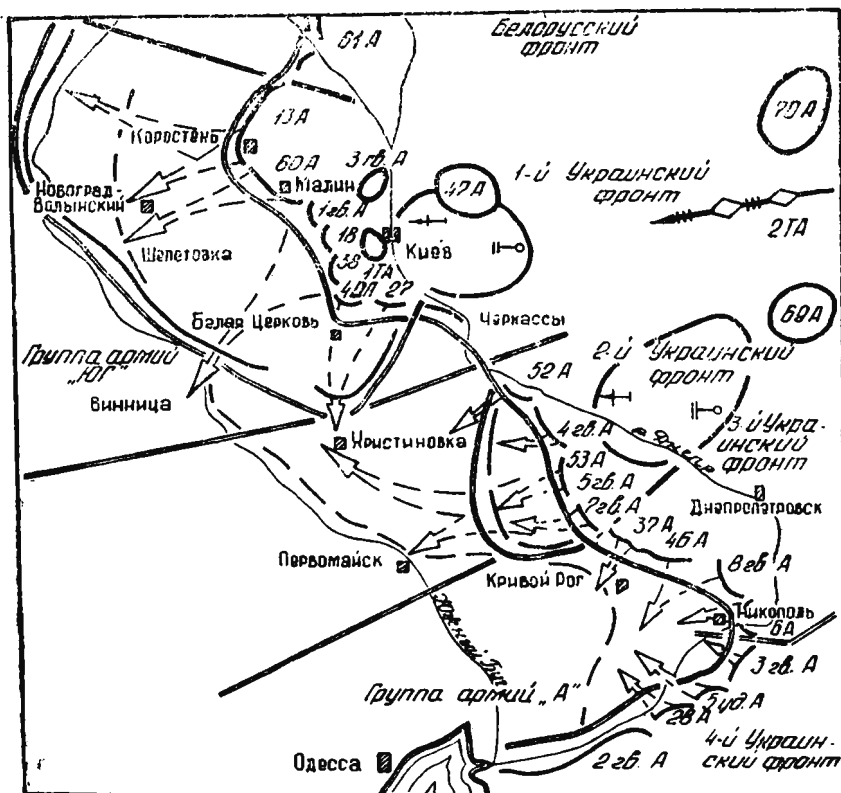 61 А
Белорусский
фронт
70 А
13 А
Коростень
60 А
Малин
3 гв. А
47 А
1-й Украинский
фронт
2ТА
Новоград-
Волынский
1 гв. А
18
Киев
38
1ТА
Шепетовка
40А 27
69 А
Белая Церковь
Черкассы
Группа армий
„Юг"
52 А
2-й Украинский
фронт
Винница
3-й Укра-
инский
фронт
Христиновка
4 гв. А
р. Днепр
53 А
5 гв. А
7 гв. А
Днепропетровск
37 А
46 А
Первомайск
Кривой Рог
8 гв А
Никополь
6А
Южный Буг
3 гв. А
Группа армий „А"
5 уд. А
28 А
4-й Украин-
ский фронт
Одесса
2 гв. А